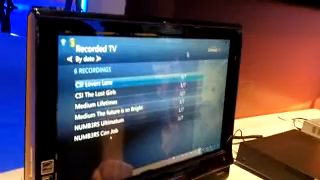 Recorded TV
By date
6 RECORDINGS
CSI Lovers Lane
CSI The Lost Girls
Medium Lifetimes
Medium The future is so Bright
NUMB3RS Ultimatum
NUMB3RS Con Job